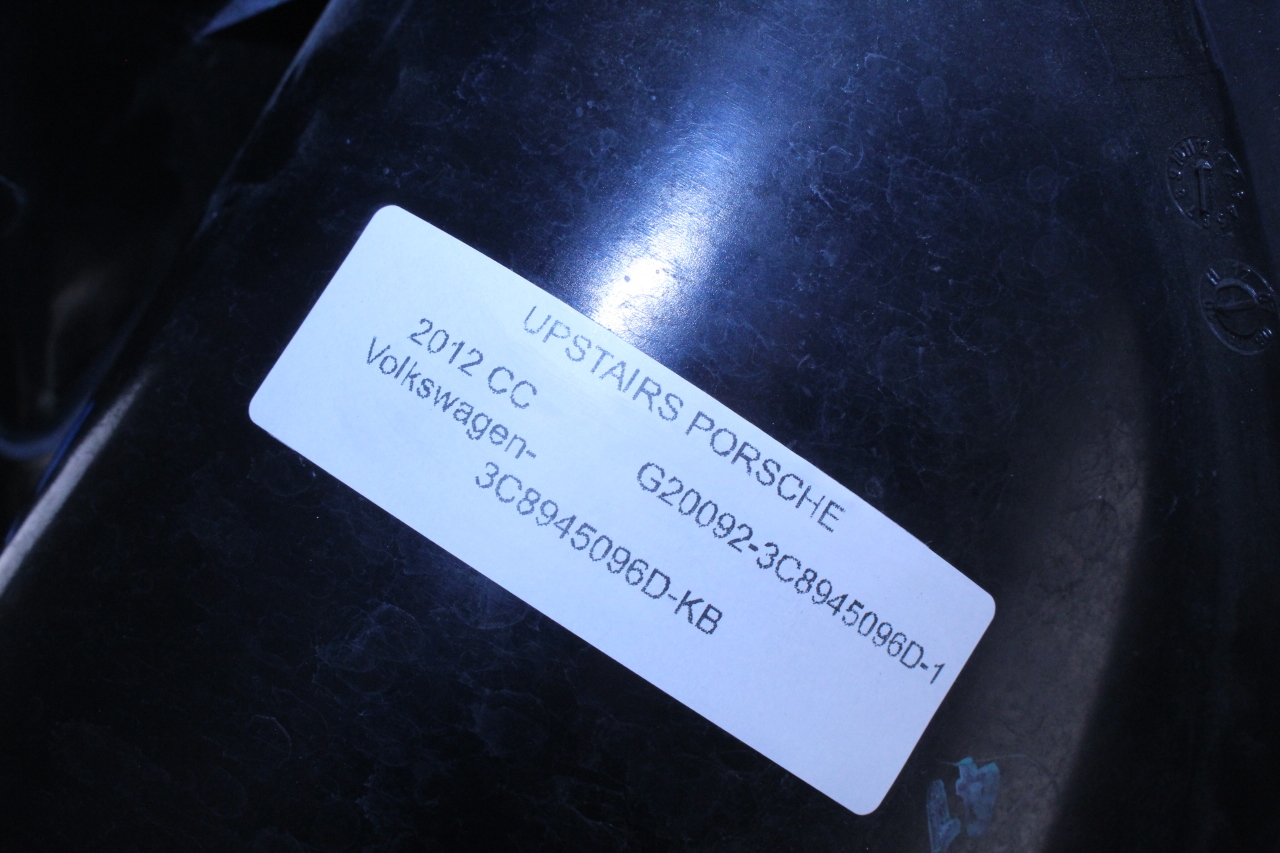 UPSTAIRS PORSCHE
2012 CC
G20092-3C8945096D-1
Volkswagen-
3C8945096D-KB